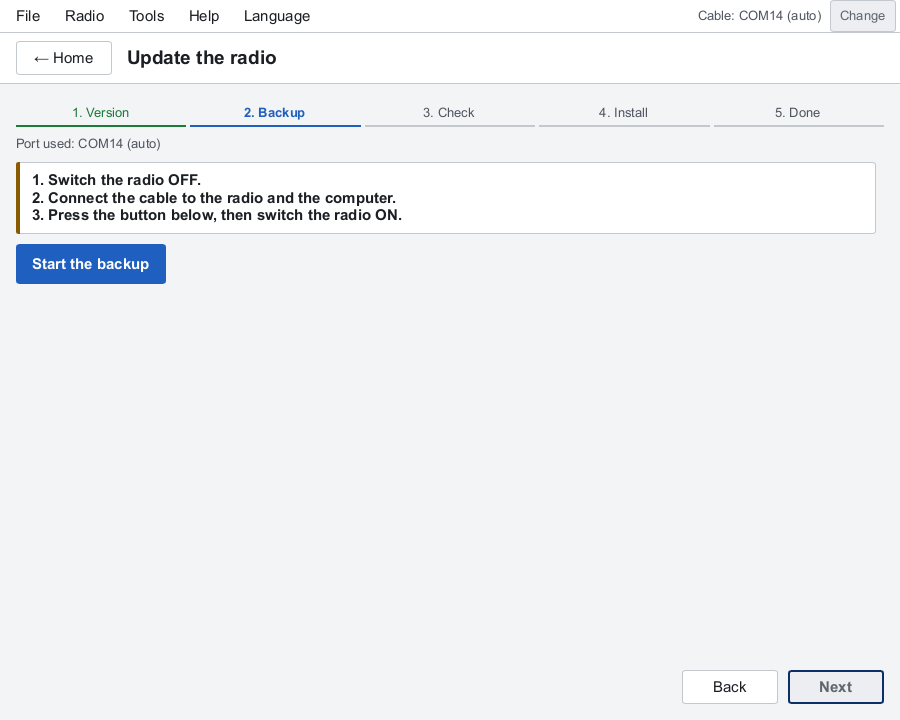 File Radio Tools Help Language Cable: COM14 (auto) Change
← Home Update the radio
1. Version 2. Backup 3. Check 4. Install 5. Done
Port used: COM14 (auto)
1. Switch the radio OFF.
2. Connect the cable to the radio and the computer.
3. Press the button below, then switch the radio ON.
Start the backup
Back Next